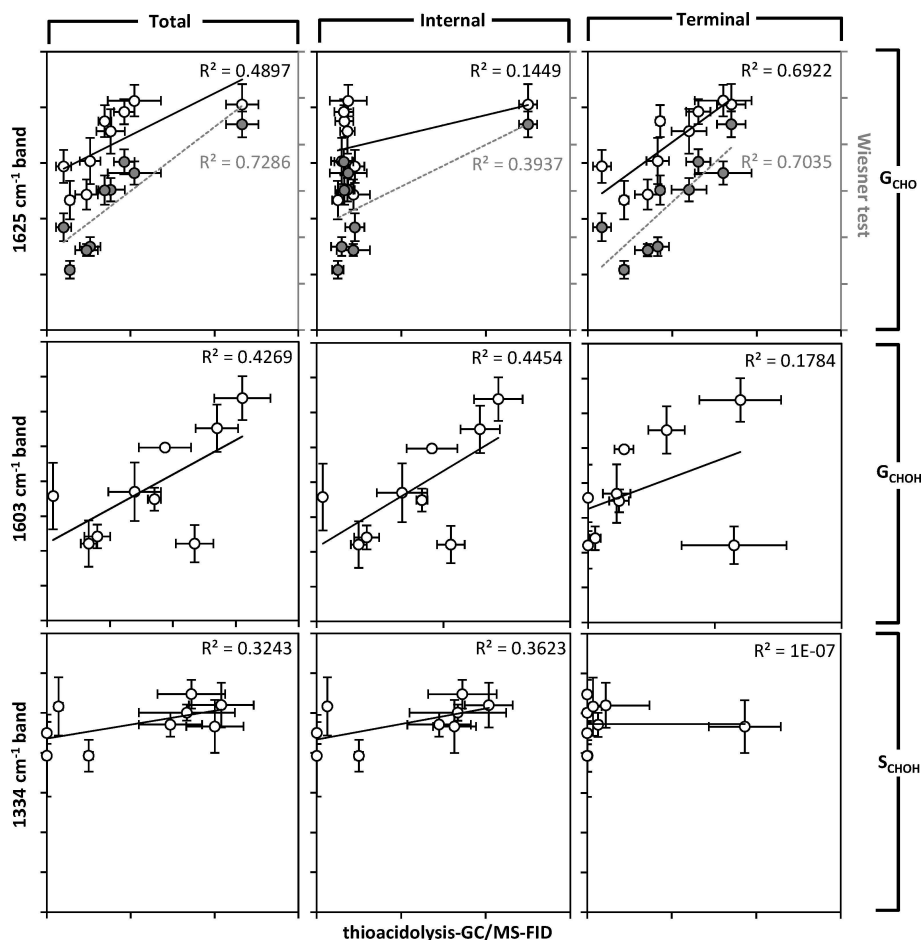 Total
Internal
Terminal
R² = 0.4897
R² = 0.7286
R² = 0.1449
R² = 0.3937
R² = 0.6922
R² = 0.7035
1625 cm⁻¹ band
Wiesner test
G_CHO
R² = 0.4269
R² = 0.4454
R² = 0.1784
1603 cm⁻¹ band
G_CHOH
R² = 0.3243
R² = 0.3623
R² = 1E-07
1334 cm⁻¹ band
S_CHOH
thioacidolysis-GC/MS-FID